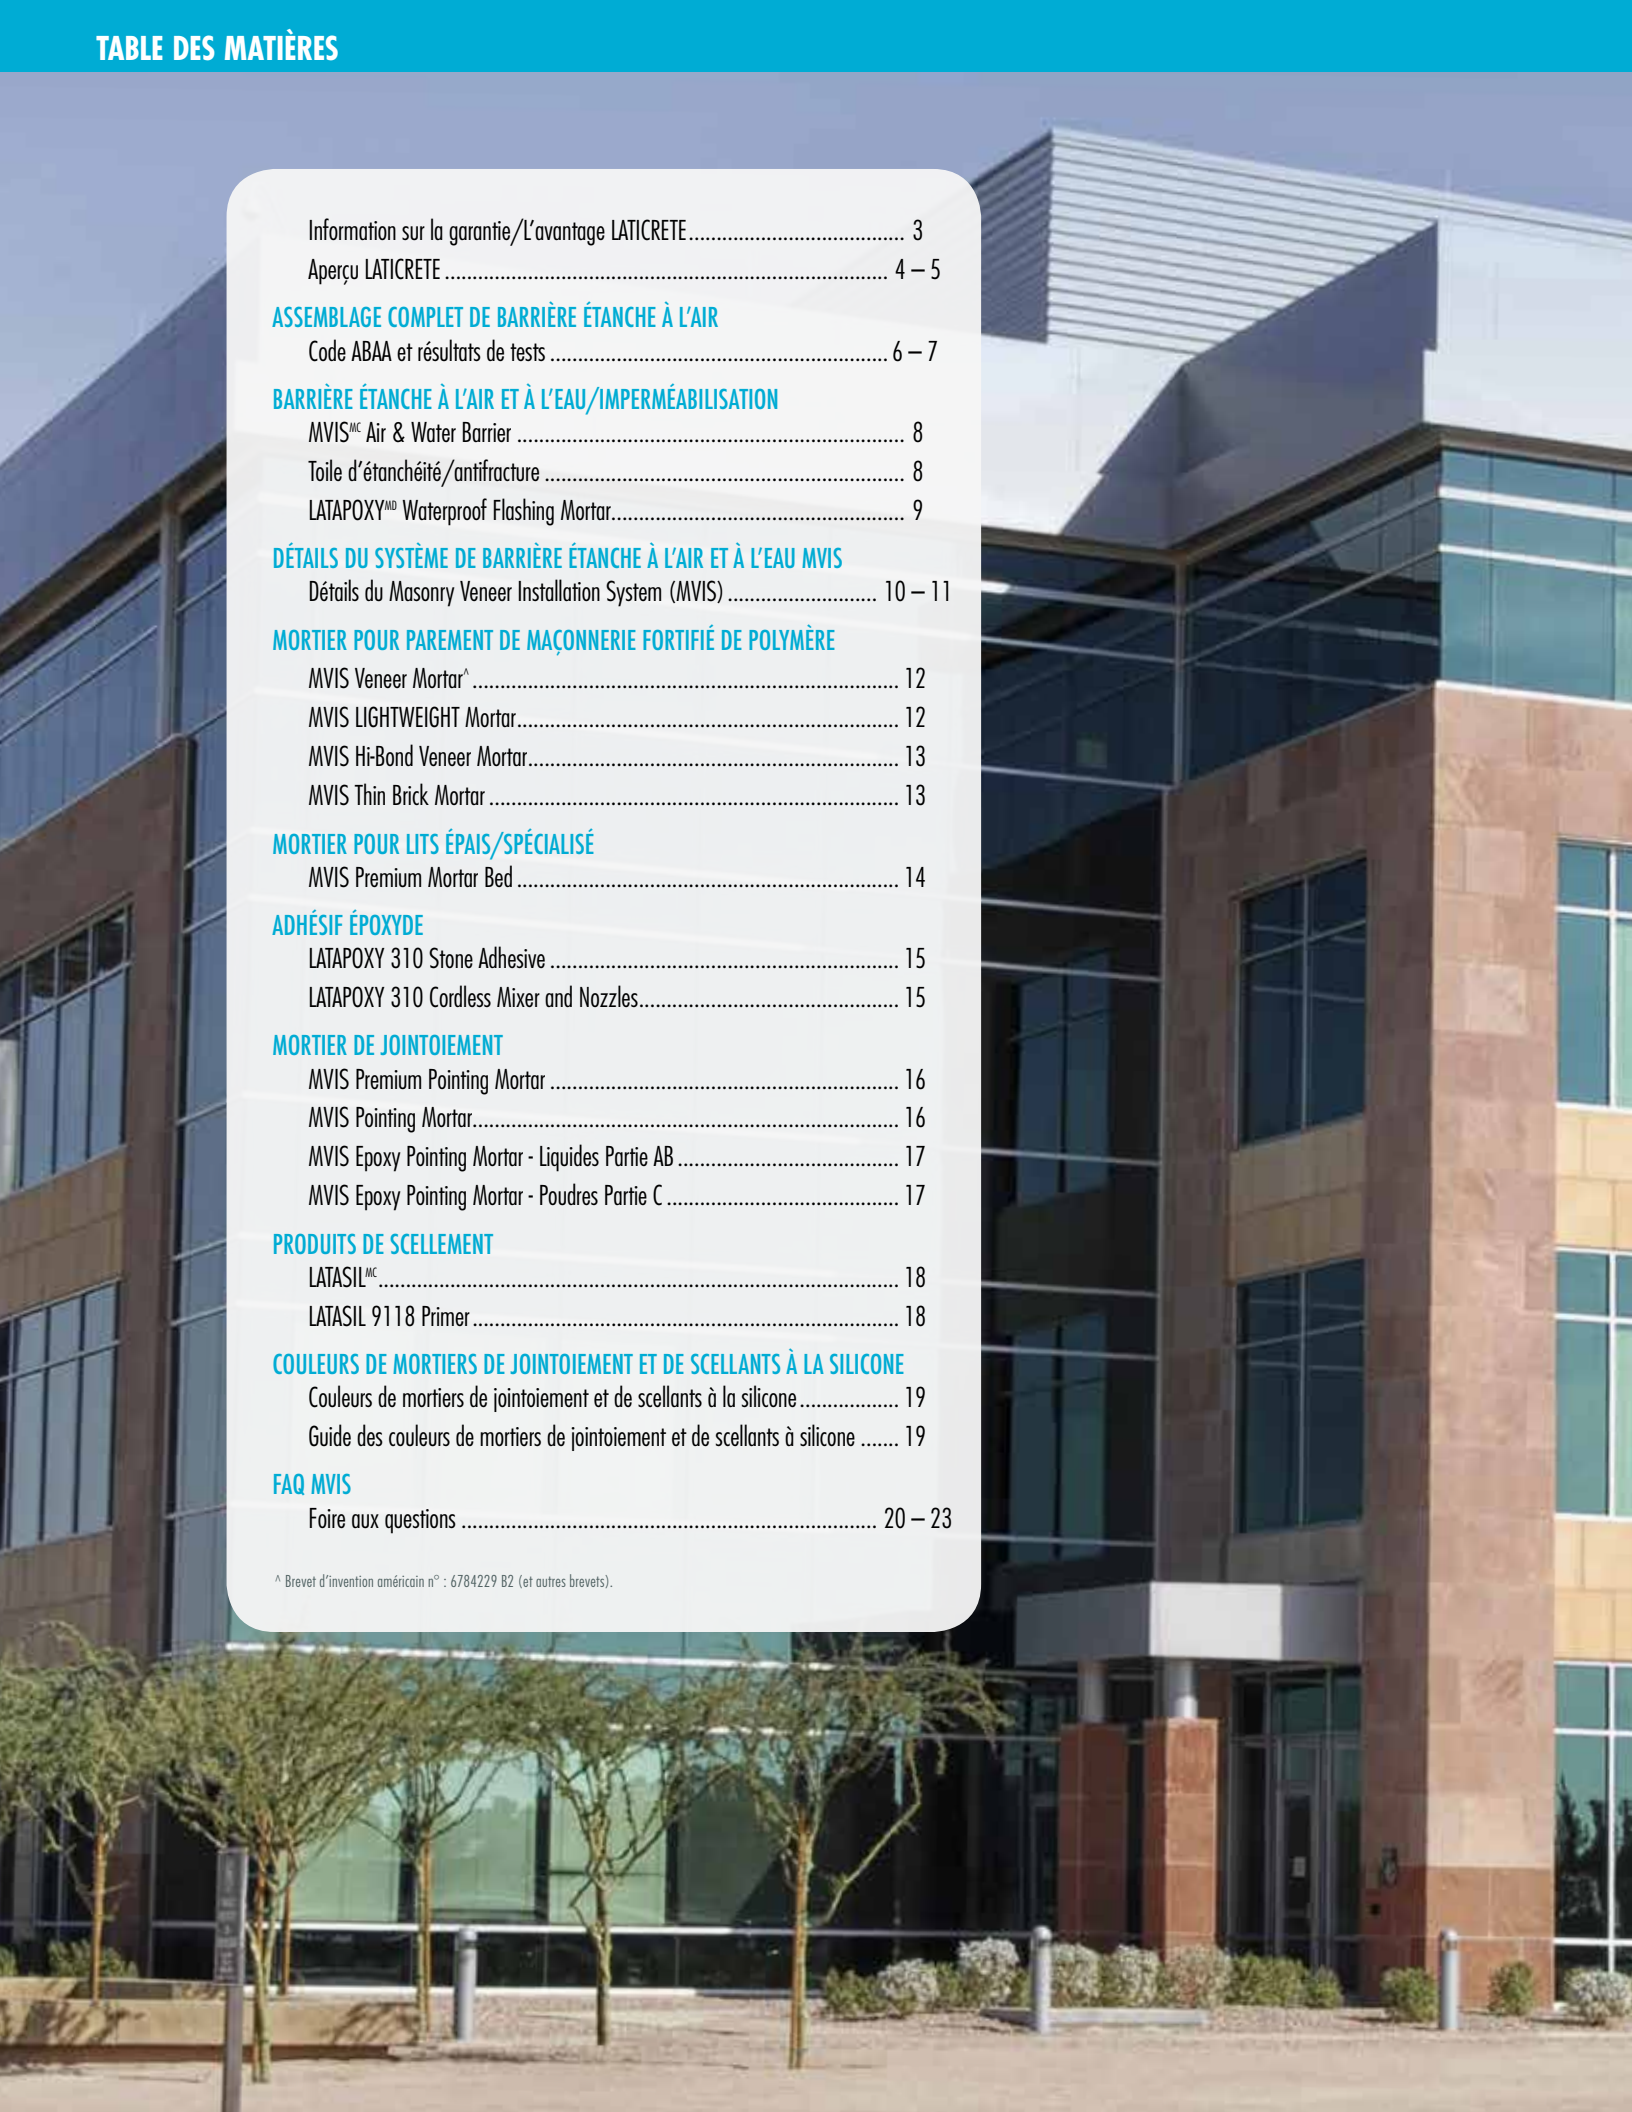 TABLE DES MATIÈRES
Information sur la garantie/L’avantage LATICRETE....................................... 3
Aperçu LATICRETE ................................................................................ 4 – 5
ASSEMBLAGE COMPLET DE BARRIÈRE ÉTANCHE À L’AIR
Code ABAA et résultats de tests ............................................................. 6 – 7
BARRIÈRE ÉTANCHE À L’AIR ET À L’EAU/IMPERMÉABILISATION
MVISMC Air & Water Barrier ...................................................................... 8
Toile d’étanchéité/antifracture ................................................................. 8
LATAPOXYMD Waterproof Flashing Mortar..................................................... 9
DÉTAILS DU SYSTÈME DE BARRIÈRE ÉTANCHE À L’AIR ET À L’EAU MVIS
Détails du Masonry Veneer Installation System (MVIS) ........................... 10 – 11
MORTIER POUR PAREMENT DE MAÇONNERIE FORTIFIÉ DE POLYMÈRE
MVIS Veneer Mortar^ ............................................................................. 12
MVIS LIGHTWEIGHT Mortar..................................................................... 12
MVIS Hi-Bond Veneer Mortar................................................................... 13
MVIS Thin Brick Mortar .......................................................................... 13
MORTIER POUR LITS ÉPAIS/SPÉCIALISÉ
MVIS Premium Mortar Bed ..................................................................... 14
ADHÉSIF ÉPOXYDE
LATAPOXY 310 Stone Adhesive ............................................................... 15
LATAPOXY 310 Cordless Mixer and Nozzles............................................... 15
MORTIER DE JOINTOIEMENT
MVIS Premium Pointing Mortar ............................................................... 16
MVIS Pointing Mortar............................................................................. 16
MVIS Epoxy Pointing Mortar - Liquides Partie AB ........................................ 17
MVIS Epoxy Pointing Mortar - Poudres Partie C .......................................... 17
PRODUITS DE SCELLEMENT
LATASILMC.............................................................................................. 18
LATASIL 9118 Primer ............................................................................. 18
COULEURS DE MORTIERS DE JOINTOIEMENT ET DE SCELLANTS À LA SILICONE
Couleurs de mortiers de jointoiement et de scellants à la silicone .................. 19
Guide des couleurs de mortiers de jointoiement et de scellants à silicone ....... 19
FAQ MVIS
Foire aux questions ........................................................................... 20 – 23
^ Brevet d’invention américain n° : 6784229 B2 (et autres brevets).